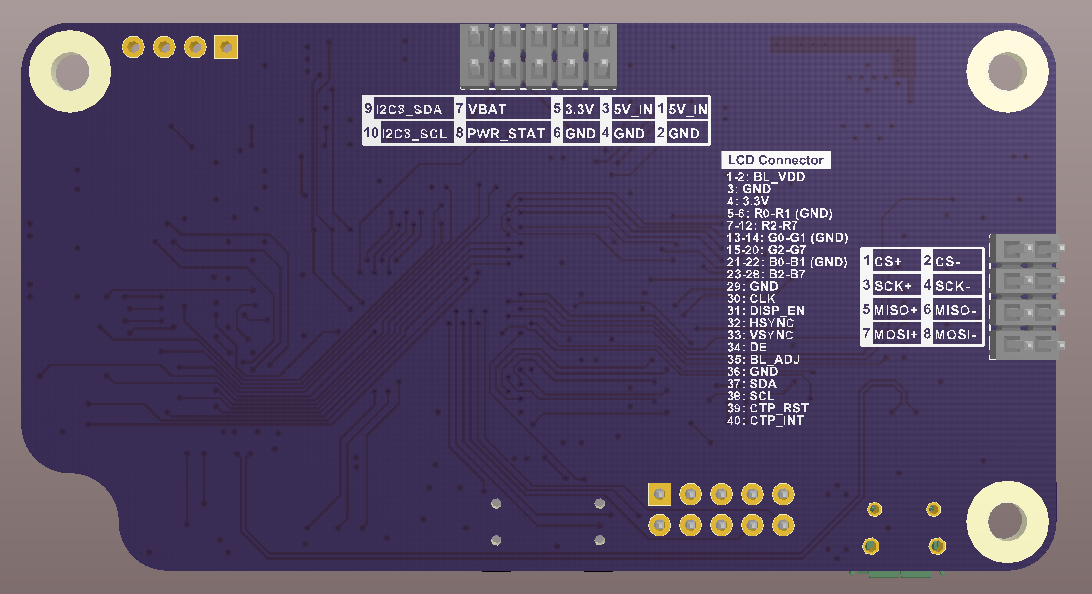 9 I2C3_SDA 7 VBAT 5 3.3V 3 5V_IN 1 5V_IN
10 I2C3_SCL 8 PWR_STAT 6 GND 4 GND 2 GND
LCD Connector
1-2: BL_VDD
3: GND
4: 3.3V
5-6: R0-R1 (GND)
7-12: R2-R7
13-14: G0-G1 (GND)
15-20: G2-G7
21-22: B0-B1 (GND)
23-28: B2-B7
29: GND
30: CLK
31: DISP_EN
32: HSYNC
33: VSYNC
34: DE
35: BL_ADJ
36: GND
37: SDA
38: SCL
39: CTP_RST
40: CTP_INT
1 CS+ 2 CS-
3 SCK+ 4 SCK-
5 MISO+ 6 MISO-
7 MOSI+ 8 MOSI-